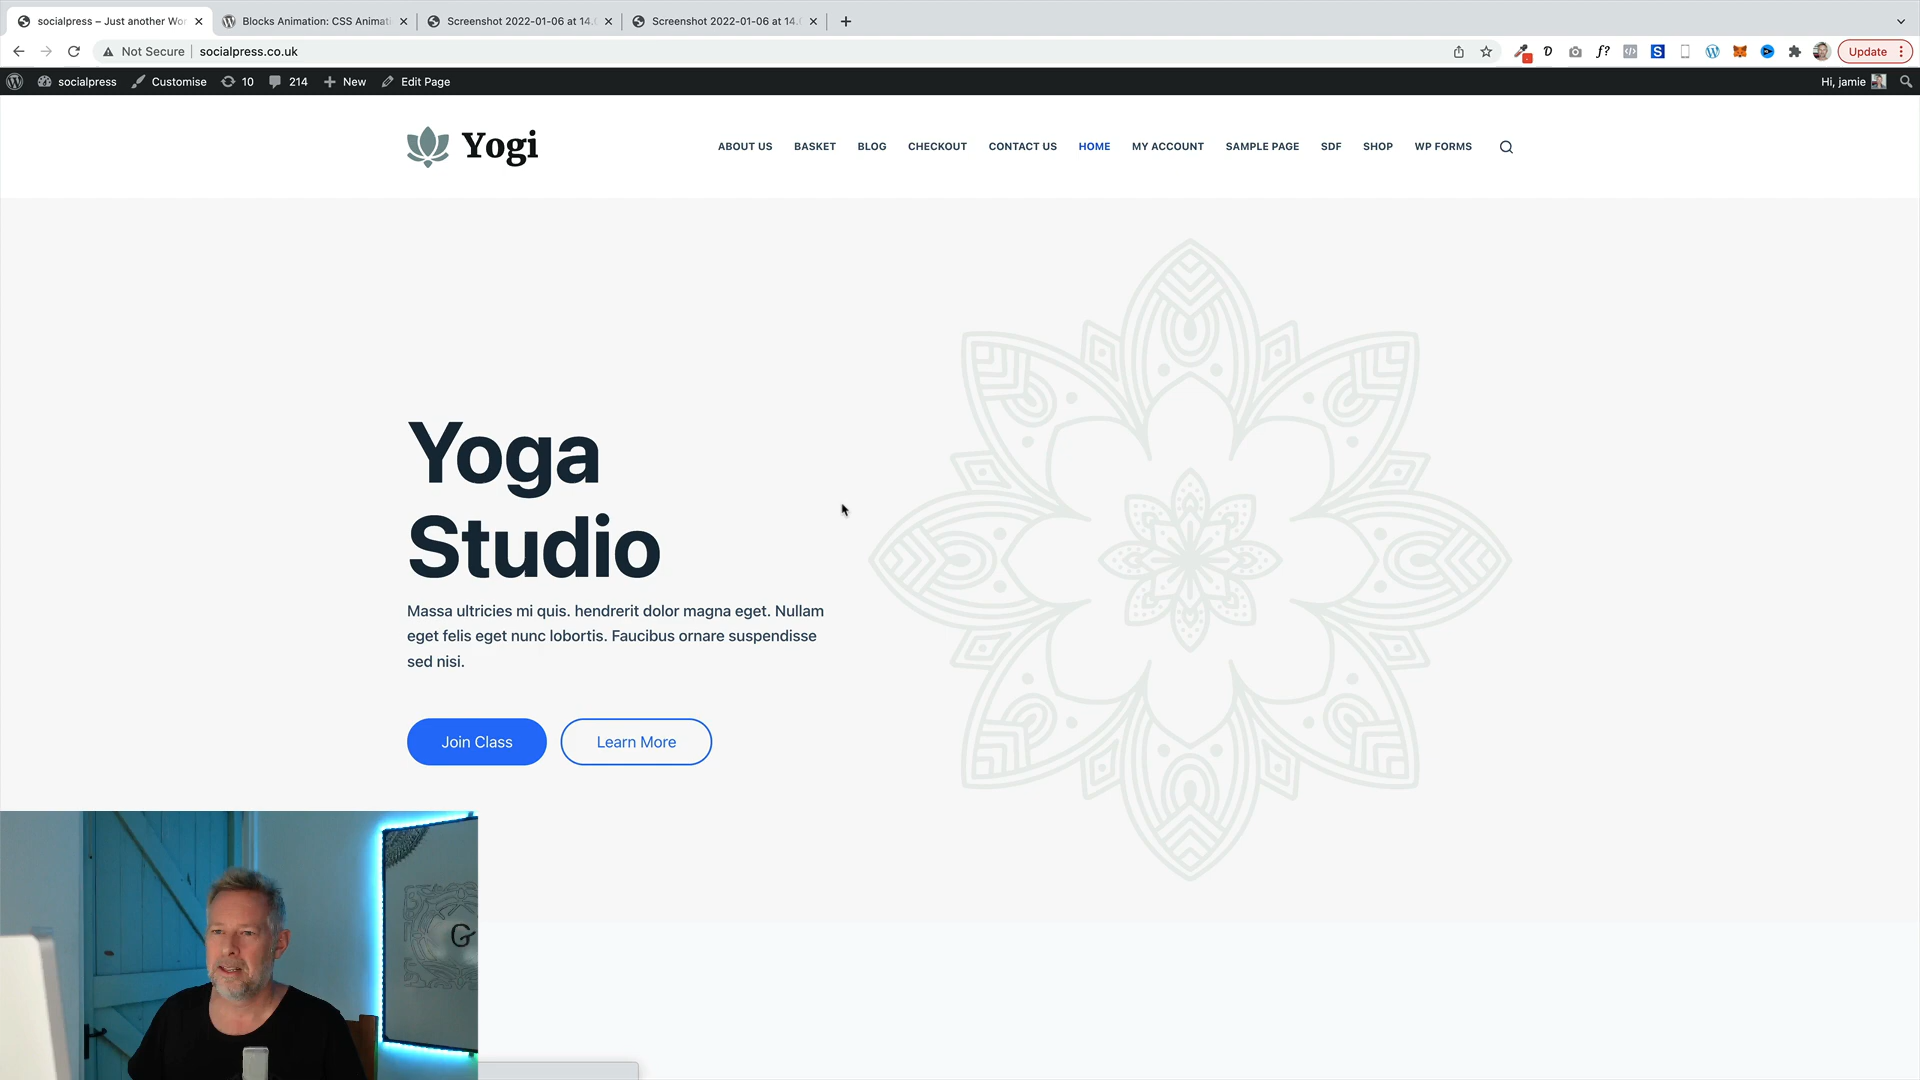 socialpress – Just another Wor
Blocks Animation: CSS Animati
Screenshot 2022-01-06 at 14.
Screenshot 2022-01-06 at 14.
Not Secure
socialpress.co.uk
Update
socialpress
Customise
10
214
New
Edit Page
Hi, jamie
Yogi
ABOUT US
BASKET
BLOG
CHECKOUT
CONTACT US
HOME
MY ACCOUNT
SAMPLE PAGE
SDF
SHOP
WP FORMS
Yoga
Studio
Massa ultricies mi quis. hendrerit dolor magna eget. Nullam
eget felis eget nunc lobortis. Faucibus ornare suspendisse
sed nisi.
Join Class
Learn More
G